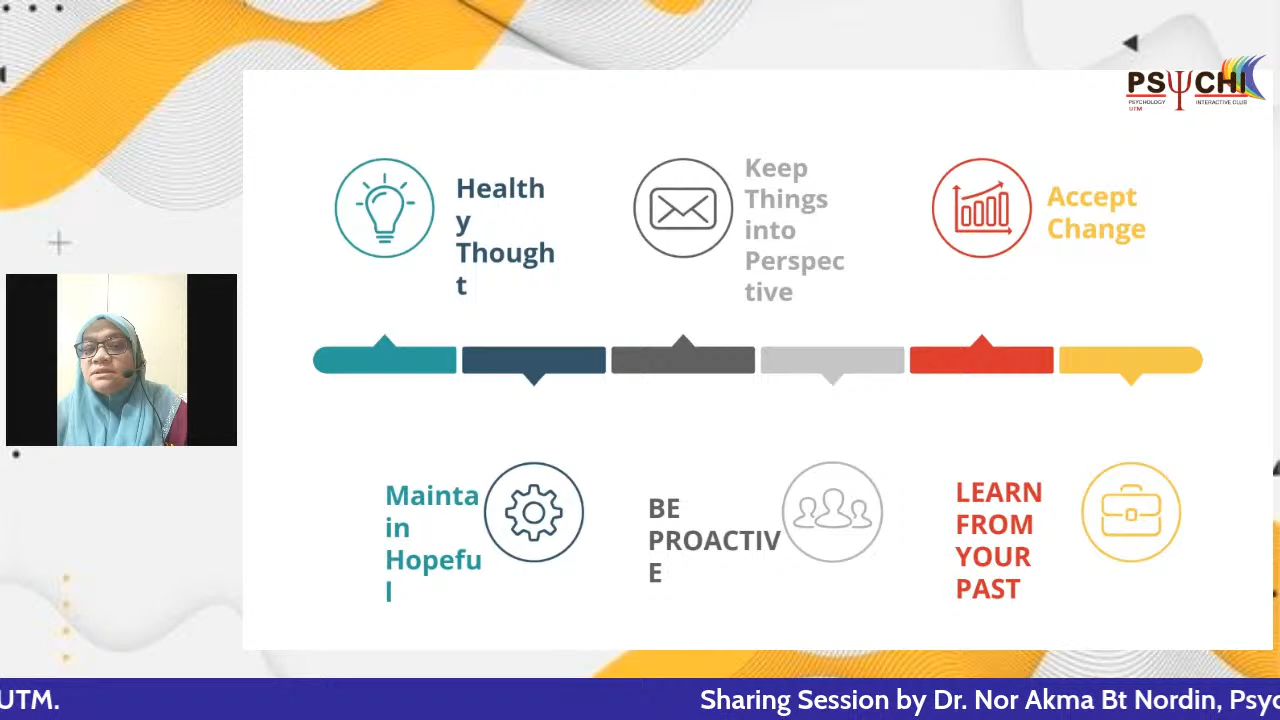 PSYCHI
PSYCHOLOGY
INTERACTIVE CLUB
UTM
Health
y
Though
t
Keep
Things
into
Perspec
tive
Accept
Change
Mainta
in
Hopefu
l
BE
PROACTIV
E
LEARN
FROM
YOUR
PAST
UTM.
Sharing Session by Dr. Nor Akma Bt Nordin, Psyc